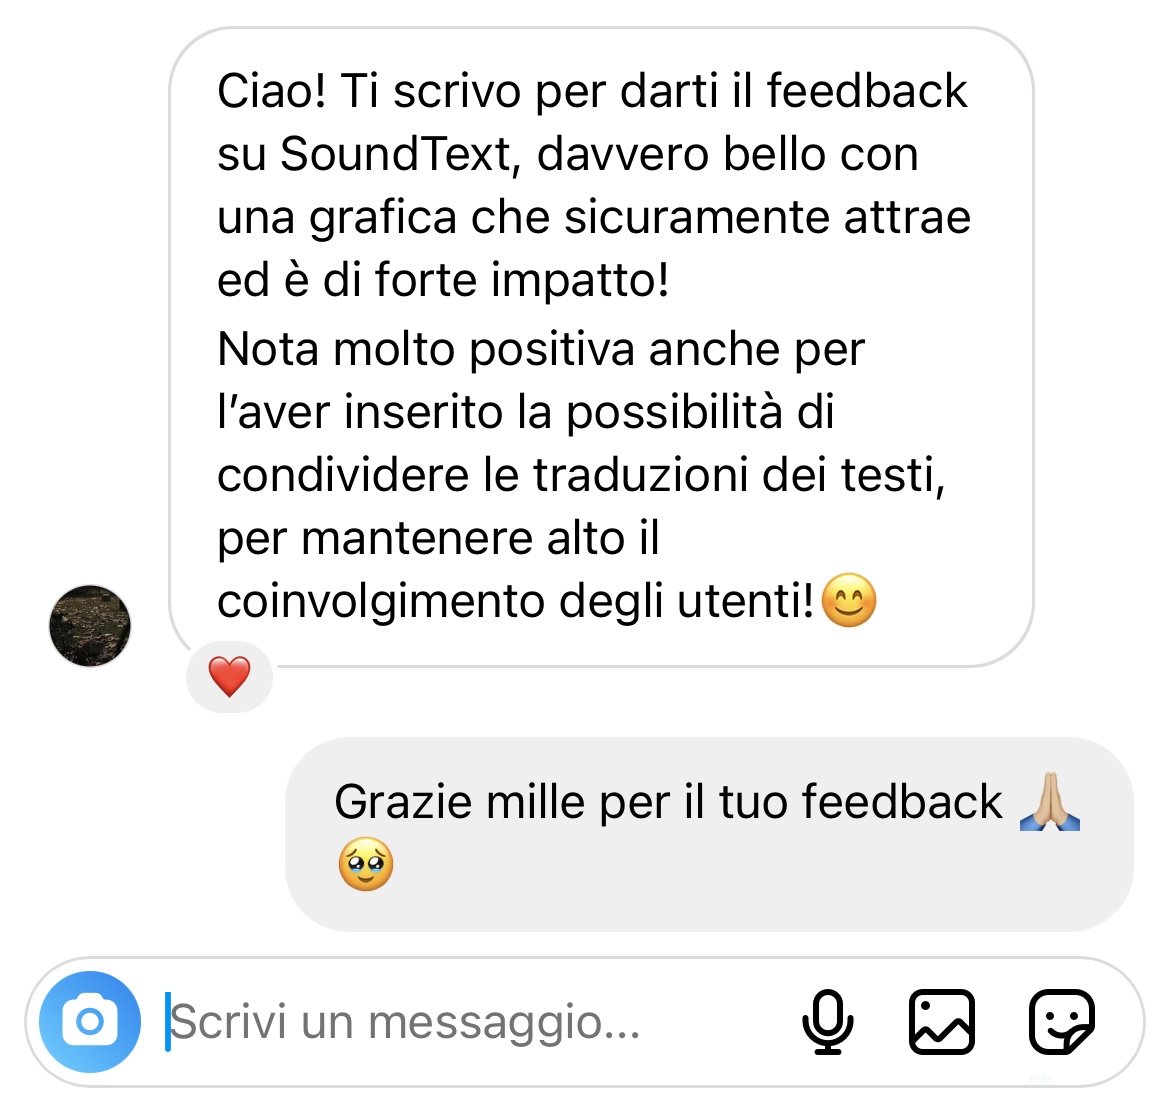 Ciao! Ti scrivo per darti il feedback
su SoundText, davvero bello con
una grafica che sicuramente attrae
ed è di forte impatto!
Nota molto positiva anche per
l’aver inserito la possibilità di
condividere le traduzioni dei testi,
per mantenere alto il
coinvolgimento degli utenti!😊
❤️
Grazie mille per il tuo feedback 🙏🏼
🥹
Scrivi un messaggio...